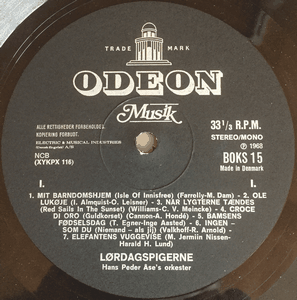 TRADE MARK
ODEON
Musik
ALLE RETTIGHEDER FORBEHOLDES.
KOPIERING FORBUDT.
ELECTRIC & MUSICAL INDUSTRIES
NCB
(XYKPX 116)
33 1/3 R.P.M.
STEREO/MONO
℗ 1968
BOKS 15
Made in Denmark
I.
1. MIT BARNDOMSHJEM (Isle Of Innisfree) (Farrelly-M. Dam) - 2. OLE
LUKØJE (I. Almquist-O. Leisner) - 3. NÅR LYGTERNE TÆNDES
(Red Sails In The Sunset) (Williams-C. V. Meincke) - 4. CROCE
DI ORO (Guldkorset) (Cannon-A. Hondé) - 5. BAMSENS
FØDSELSDAG (T. Egner-Inge Aasted) - 6. INGEN -
SOM DU (Niemand - als du) (Valkhoff-R. Arnold)
- 7. ELEFANTENS VUGGEVISE (M. Jermiin Nissen-
Harald H. Lund)
LØRDAGSPIGERNE
Hans Peder Åse's orkester